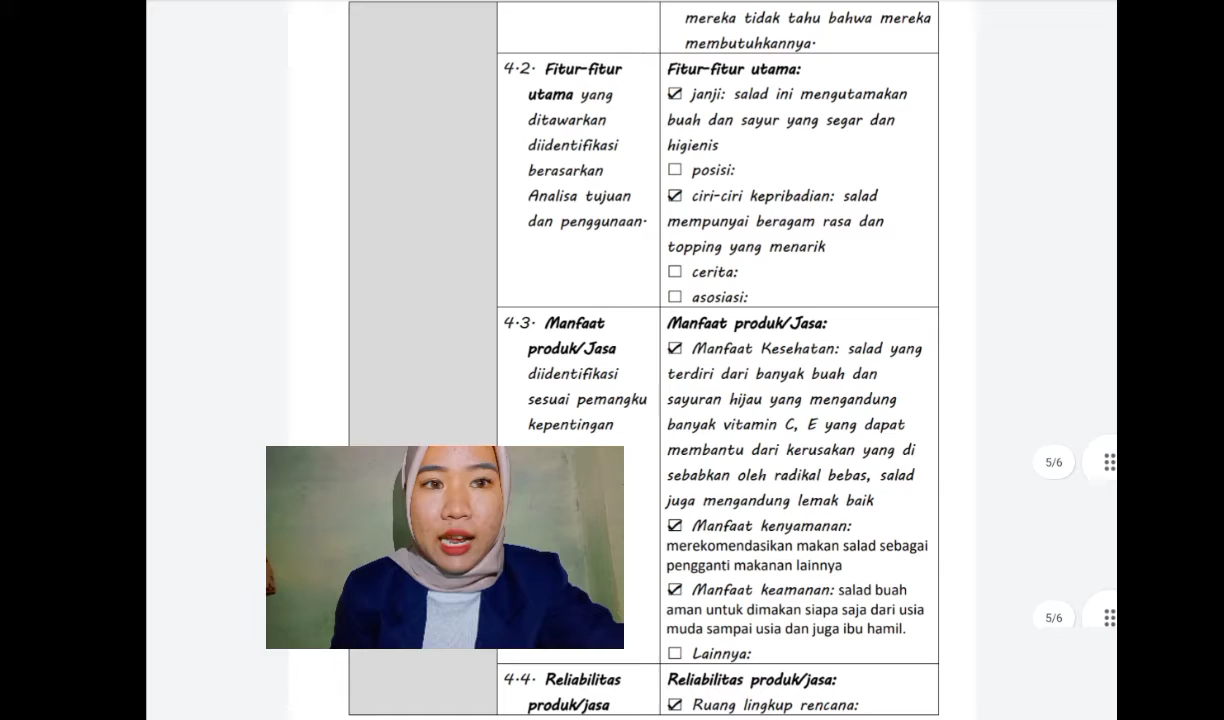 mereka tidak tahu bahwa mereka
membutuhkannya.
4.2. Fitur-fitur
utama yang
ditawarkan
diidentifikasi
berasarkan
Analisa tujuan
dan penggunaan.
Fitur-fitur utama:
janji: salad ini mengutamakan
buah dan sayur yang segar dan
higienis
posisi:
ciri-ciri kepribadian: salad
mempunyai beragam rasa dan
topping yang menarik
cerita:
asosiasi:
4.3. Manfaat
produk/Jasa
diidentifikasi
sesuai pemangku
kepentingan
Manfaat produk/Jasa:
Manfaat Kesehatan: salad yang
terdiri dari banyak buah dan
sayuran hijau yang mengandung
banyak vitamin C, E yang dapat
membantu dari kerusakan yang di
sebabkan oleh radikal bebas, salad
juga mengandung lemak baik
Manfaat kenyamanan:
merekomendasikan makan salad sebagai
pengganti makanan lainnya
Manfaat keamanan: salad buah
aman untuk dimakan siapa saja dari usia
muda sampai usia dan juga ibu hamil.
Lainnya:
4.4. Reliabilitas
produk/jasa
Reliabilitas produk/jasa:
Ruang lingkup rencana:
5/6
5/6